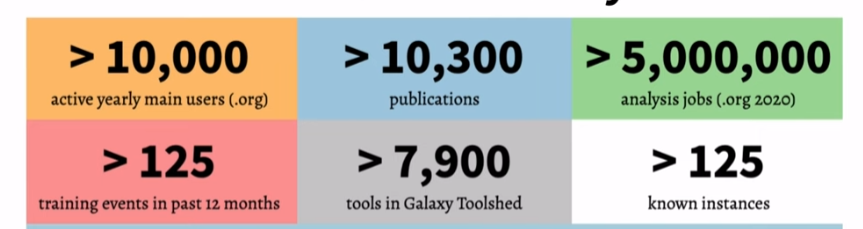 > 10,000
active yearly main users (.org)
> 10,300
publications
> 5,000,000
analysis jobs (.org 2020)
> 125
training events in past 12 months
> 7,900
tools in Galaxy Toolshed
> 125
known instances